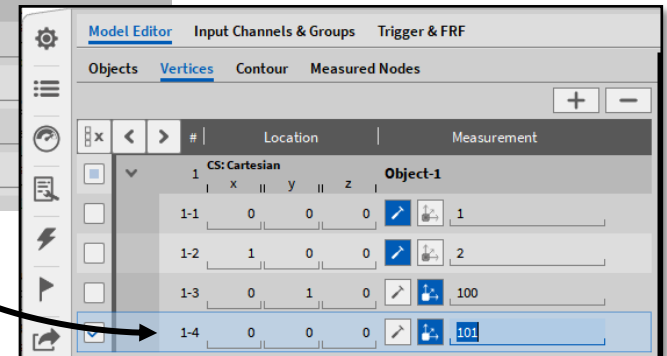 Model Editor Input Channels & Groups Trigger & FRF
Objects Vertices Contour Measured Nodes
x # Location Measurement
1 CS: Cartesian x y z Object-1
1-1 0 0 0 1
1-2 1 0 0 2
1-3 0 1 0 100
1-4 0 0 0 101